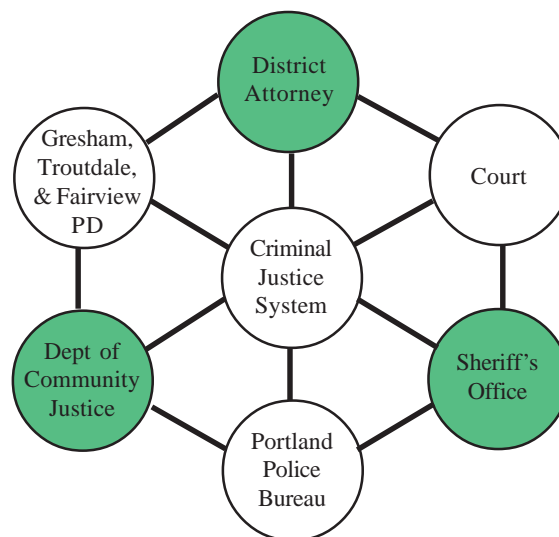 District
Attorney
Gresham,
Troutdale,
& Fairview
PD
Court
Criminal
Justice
System
Dept of
Community
Justice
Sheriff's
Office
Portland
Police
Bureau